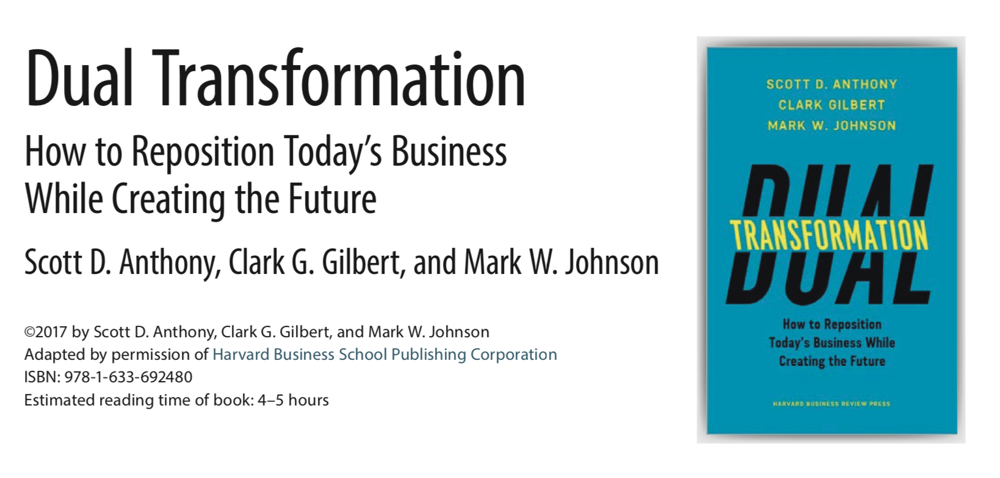 Dual Transformation
How to Reposition Today’s Business
While Creating the Future
Scott D. Anthony, Clark G. Gilbert, and Mark W. Johnson
©2017 by Scott D. Anthony, Clark G. Gilbert, and Mark W. Johnson
Adapted by permission of Harvard Business School Publishing Corporation
ISBN: 978-1-633-692480
Estimated reading time of book: 4–5 hours
SCOTT D. ANTHONY
CLARK GILBERT
MARK W. JOHNSON
DUAL
TRANSFORMATION
DUAL
How to Reposition
Today’s Business While
Creating the Future
HARVARD BUSINESS REVIEW PRESS